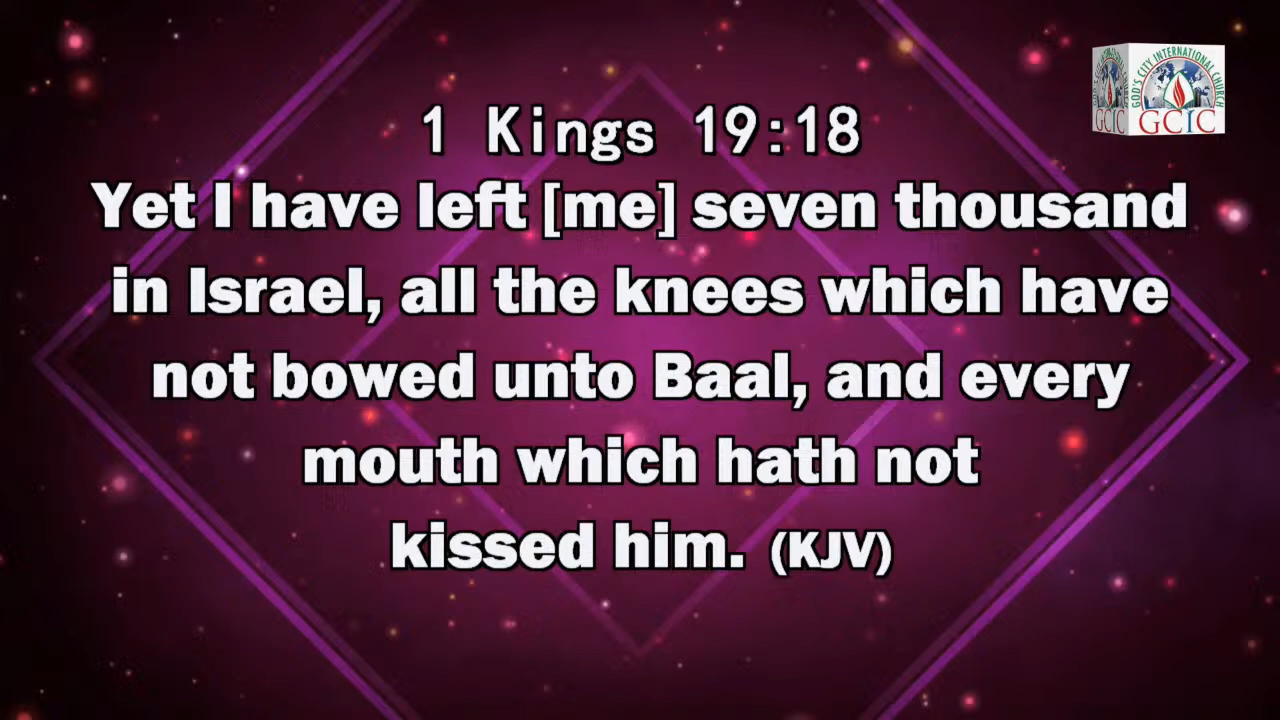 1 Kings 19:18
Yet I have left [me] seven thousand
in Israel, all the knees which have
not bowed unto Baal, and every
mouth which hath not
kissed him. (KJV)
GOD'S CITY INTERNATIONAL CHURCH
GCIC
GCIC